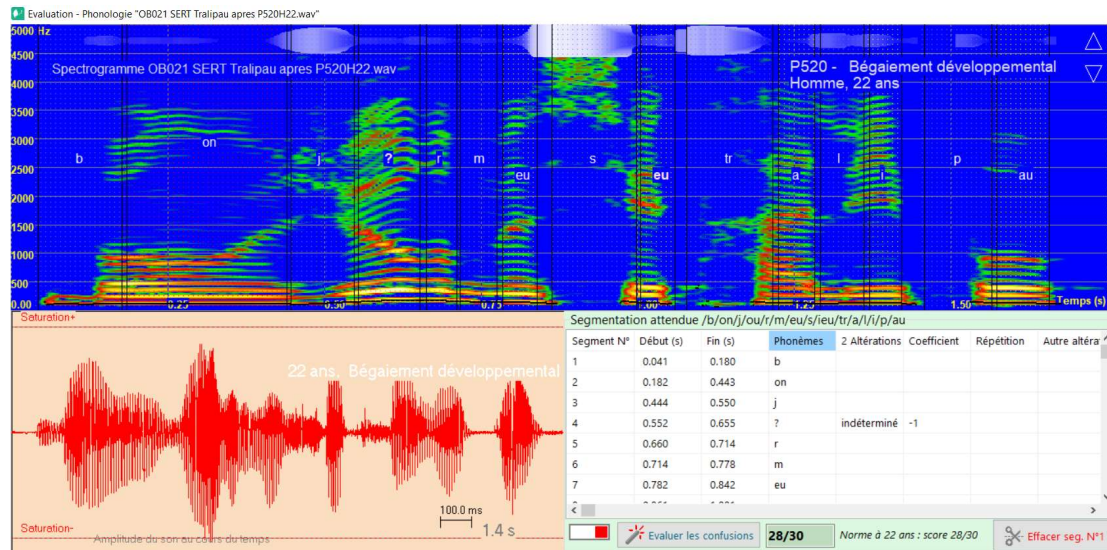 Evaluation - Phonologie "OB021 SERT Tralipau apres P520H22.wav"
5000 Hz
4500
4000
3500
3000
2500
2000
1500
1000
500
0.00
Spectrogramme OB021 SERT Tralipau apres P520H22.wav
P520 - Bégaiement développemental
Homme, 22 ans
b
on
j
?
r
m
eu
s
eu
tr
a
l
i
p
au
0.25
0.50
0.75
1.00
1.25
1.50
Temps (s)
Saturation+
22 ans, Bégaiement développemental
100.0 ms
1.4 s
Saturation-
Amplitude du son au cours du temps
Segmentation attendue /b/on/j/ou/r/m/eu/s/ieu/tr/a/l/i/p/au
Segment N° Début (s) Fin (s) Phonèmes 2 Altérations Coefficient Répétition Autre altéra
1 0.041 0.180 b
2 0.182 0.443 on
3 0.444 0.550 j
4 0.552 0.655 ? indéterminé -1
5 0.660 0.714 r
6 0.714 0.778 m
7 0.782 0.842 eu
Evaluer les confusions 28/30 Norme à 22 ans : score 28/30 Effacer seg. N°1